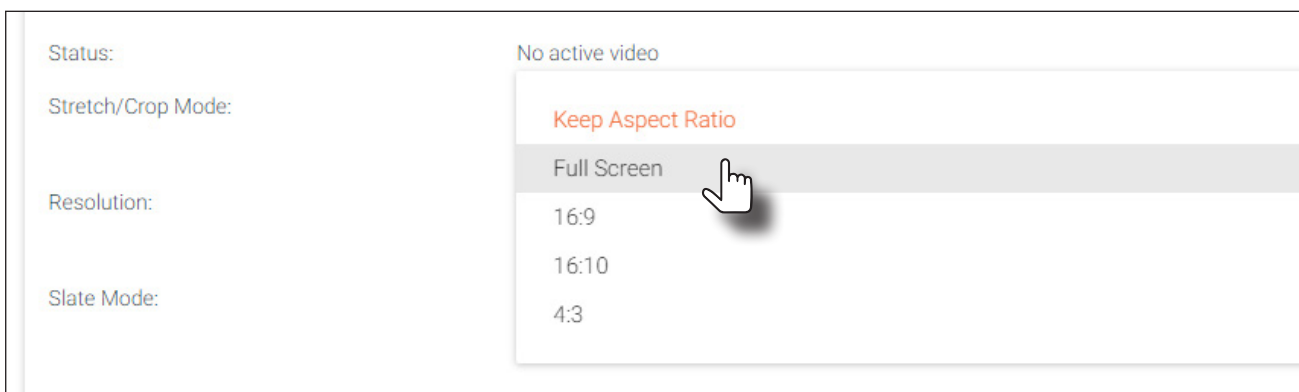 Status:
No active video
Stretch/Crop Mode:
Keep Aspect Ratio
Full Screen
Resolution:
16:9
16:10
Slate Mode:
4:3